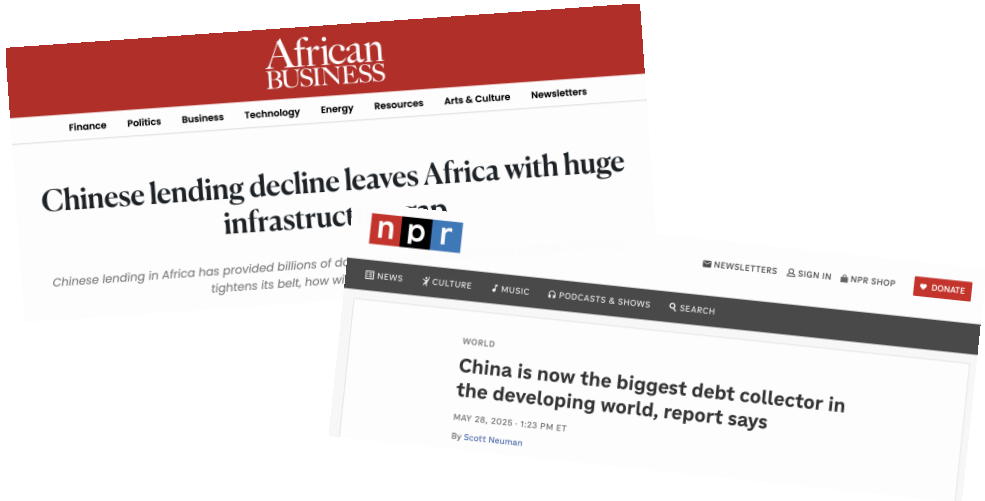 African
BUSINESS
Finance Politics Business Technology Energy Resources Arts & Culture Newsletters
Chinese lending decline leaves Africa with huge
Chinese lending in Africa has provided billions of
tightens its belt, how
npr
NEWSLETTERS SIGN IN NPR SHOP DONATE
NEWS CULTURE MUSIC PODCASTS & SHOWS SEARCH
WORLD
China is now the biggest debt collector in
the developing world, report says
MAY 28, 2025 · 1:23 PM ET
By Scott Neuman